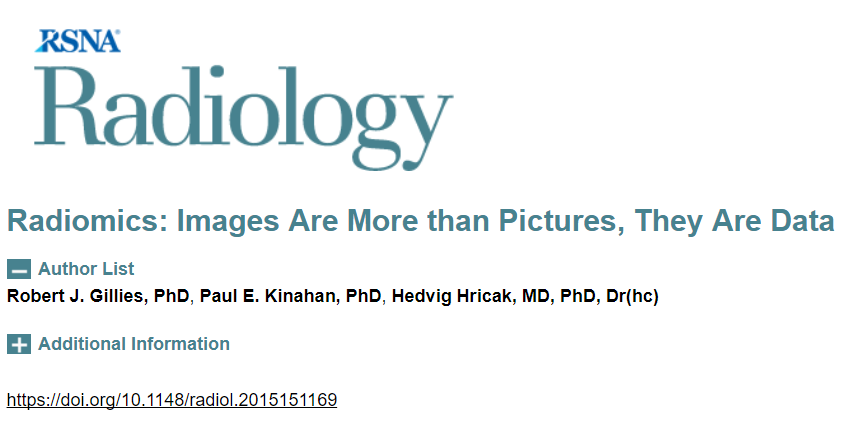 RSNA®
Radiology
Radiomics: Images Are More than Pictures, They Are Data
Author List
Robert J. Gillies, PhD, Paul E. Kinahan, PhD, Hedvig Hricak, MD, PhD, Dr(hc)
Additional Information
https://doi.org/10.1148/radiol.2015151169